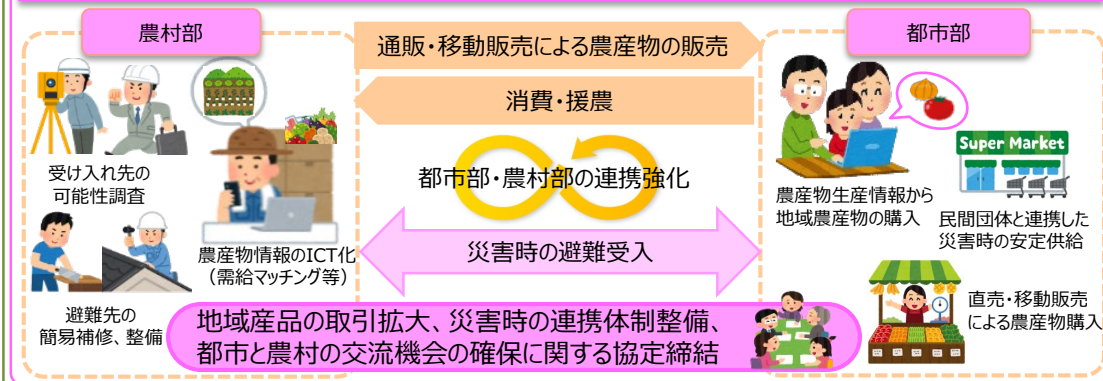 農村部
通販・移動販売による農産物の販売
都市部
消費・援農
受け入れ先の
可能性調査
都市部・農村部の連携強化
Super Market
農産物生産情報から
地域農産物の購入
民間団体と連携した
災害時の安定供給
農産物情報のICT化
（需給マッチング等）
災害時の避難受入
避難先の
簡易補修、整備
直売・移動販売
による農産物購入
地域産品の取引拡大、災害時の連携体制整備、
都市と農村の交流機会の確保に関する協定締結